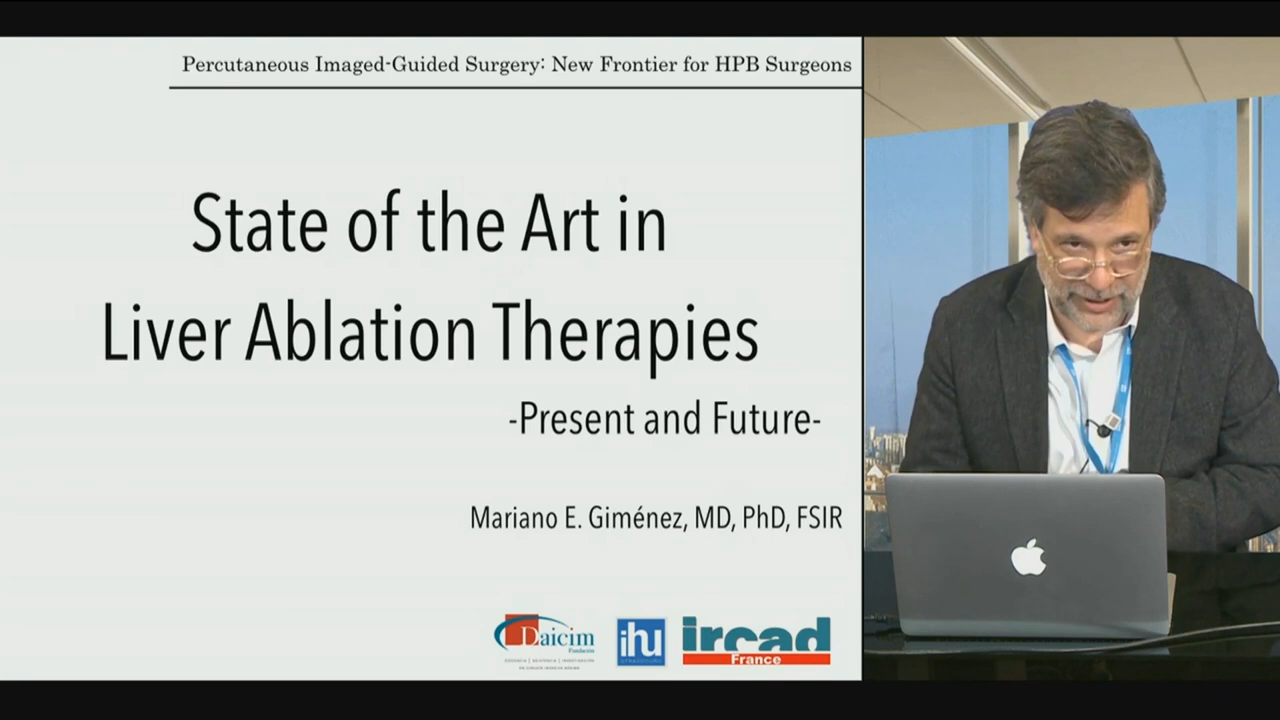 Percutaneous Imaged-Guided Surgery: New Frontier for HPB Surgeons
State of the Art in
Liver Ablation Therapies
-Present and Future-
Mariano E. Giménez, MD, PhD, FSIR
Daicim
Fundación
ihu
STRASBOURG
ircad
France